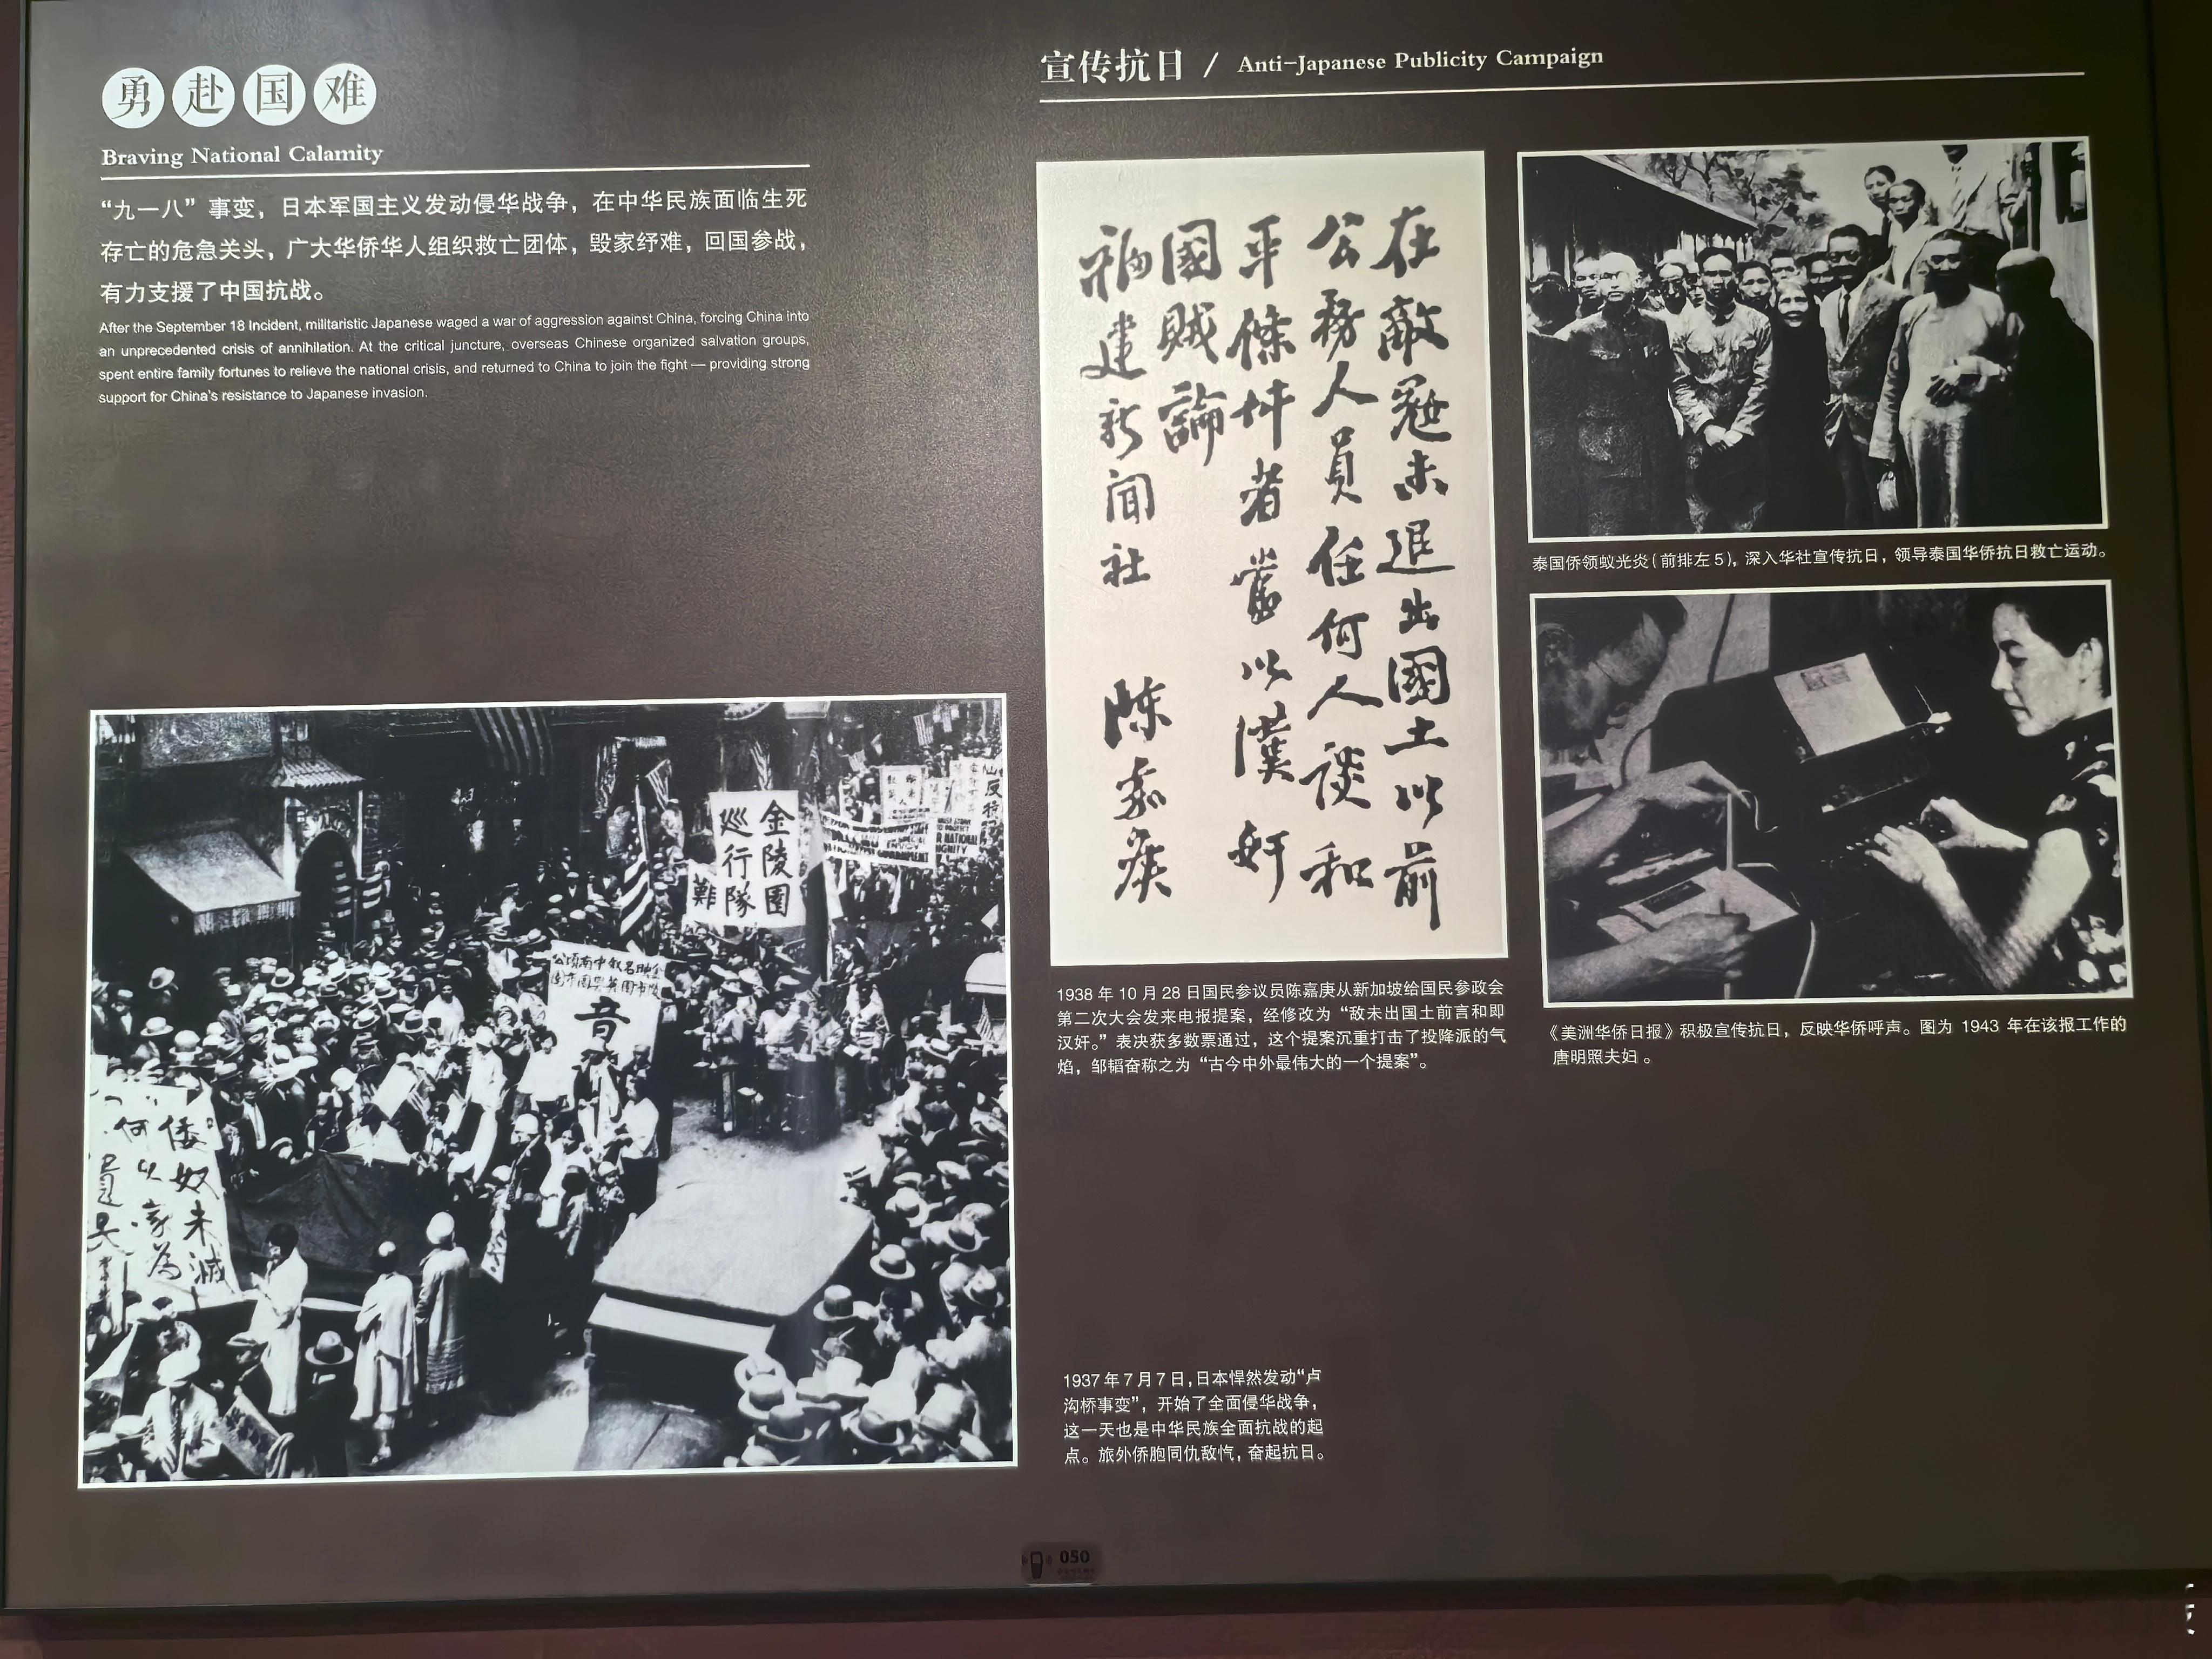 勇赴国难
Braving National Calamity
“九一八”事变，日本军国主义发动侵华战争，在中华民族面临生死
存亡的危急关头，广大华侨华人组织救亡团体，毁家纾难，回国参战，
有力支援了中国抗战。
After the September 18 Incident, militaristic Japanese waged a war of aggression against China, forcing China into
an unprecedented crisis of annihilation. At the critical juncture, overseas Chinese organized salvation groups,
spent entire family fortunes to relieve the national crisis, and returned to China to join the fight — providing strong
support for China's resistance to Japanese invasion.
金陵园
巡行隊
難
音
倭奴未滅
何以家為
宣传抗日 / Anti-Japanese Publicity Campaign
在敵寇未退出國土以前
公務人員任何人談和
平條件者當以漢奸
國賊論
福建新聞社 陈嘉庚
1938 年 10 月 28 日国民参议员陈嘉庚从新加坡给国民参政会
第二次大会发来电报提案，经修改为“敌未出国土前言和即
汉奸。”表决获多数票通过，这个提案沉重打击了投降派的气
焰，邹韬奋称之为“古今中外最伟大的一个提案”。
泰国侨领蚁光炎(前排左 5)，深入华社宣传抗日，领导泰国华侨抗日救亡运动。
《美洲华侨日报》积极宣传抗日，反映华侨呼声。图为 1943 年在该报工作的
唐明照夫妇 。
1937 年 7 月 7 日,日本悍然发动“卢
沟桥事变”，开始了全面侵华战争，
这一天也是中华民族全面抗战的起
点。旅外侨胞同仇敌忾，奋起抗日。
050